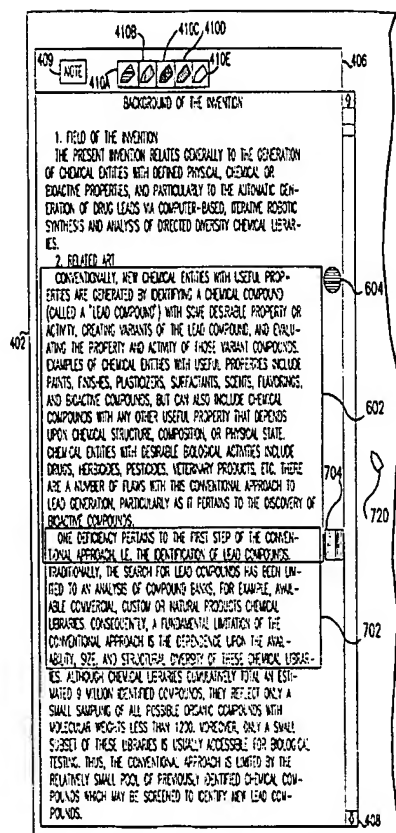 410B 410C 410D
409 NOTE 410A 410E 406
BACKGROUND OF THE INVENTION
1. FIELD OF THE INVENTION
THE PRESENT INVENTION RELATES GENERALLY TO THE GENERATION
OF CHEMICAL ENTITIES WITH DEFINED PHYSICAL, CHEMICAL OR
BIOACTIVE PROPERTIES, AND PARTICULARLY TO THE AUTOMATIC GEN-
ERATION OF DRUG LEADS VIA COMPUTER-BASED, ITERATIVE ROBOTIC
SYNTHESIS AND ANALYSIS OF DIRECTED DIVERSITY CHEMICAL LIBRAR-
IES.
2. RELATED ART
CONVENTIONALLY, NEW CHEMICAL ENTITIES WITH USEFUL PROP-
ERTIES ARE GENERATED BY IDENTIFYING A CHEMICAL COMPOUND
(CALLED A "LEAD COMPOUND") WITH SOME DESIRABLE PROPERTY OR
ACTIVITY, CREATING VARIANTS OF THE LEAD COMPOUND, AND EVALU-
ATING THE PROPERTY AND ACTIVITY OF THOSE VARIANT COMPOUNDS.
EXAMPLES OF CHEMICAL ENTITIES WITH USEFUL PROPERTIES INCLUDE
PAINTS, FINISHES, PLASTICIZERS, SURFACTANTS, SCENTS, FLAVORINGS,
AND BIOACTIVE COMPOUNDS, BUT CAN ALSO INCLUDE CHEMICAL
COMPOUNDS WITH ANY OTHER USEFUL PROPERTY THAT DEPENDS
UPON CHEMICAL STRUCTURE, COMPOSITION, OR PHYSICAL STATE.
CHEMICAL ENTITIES WITH DESIRABLE BIOLOGICAL ACTIVITIES INCLUDE
DRUGS, HERBICIDES, PESTICIDES, VETERINARY PRODUCTS, ETC. THERE
ARE A NUMBER OF FLAWS WITH THIS CONVENTIONAL APPROACH TO
LEAD GENERATION, PARTICULARLY AS IT PERTAINS TO THE DISCOVERY OF
BIOACTIVE COMPOUNDS.
ONE DEFICIENCY PERTAINS TO THE FIRST STEP OF THE CONVEN-
TIONAL APPROACH, I.E. THE IDENTIFICATION OF LEAD COMPOUNDS.
TRADITIONALLY, THE SEARCH FOR LEAD COMPOUNDS HAS BEEN LIM-
ITED TO AN ANALYSIS OF COMPOUND BANKS, FOR EXAMPLE, AVAIL-
ABLE COMMERCIAL, CUSTOM OR NATURAL PRODUCTS CHEMICAL
LIBRARIES. CONSEQUENTLY, A FUNDAMENTAL LIMITATION OF THE
CONVENTIONAL APPROACH IS THE DEPENDENCE UPON THE AVAIL-
ABILITY, SIZE, AND STRUCTURAL DIVERSITY OF THESE CHEMICAL LIBRAR-
IES. ALTHOUGH CHEMICAL LIBRARIES CUMULATIVELY TOTAL AN ESTI-
MATED 9 MILLION IDENTIFIED COMPOUNDS, THEY REFLECT ONLY A
SMALL SAMPLING OF ALL POSSIBLE ORGANIC COMPOUNDS WITH
MOLECULAR WEIGHTS LESS THAN 1200. MOREOVER, ONLY A SMALL
SUBSET OF THESE LIBRARIES IS USUALLY ACCESSIBLE FOR BIOLOGICAL
TESTING. THUS, THE CONVENTIONAL APPROACH IS LIMITED BY THE
RELATIVELY SMALL POOL OF PREVIOUSLY IDENTIFIED CHEMICAL COM-
POUNDS WHICH MAY BE SCREENED TO IDENTIFY NEW LEAD COM-
POUNDS.
402
604
602
704
720
702
408